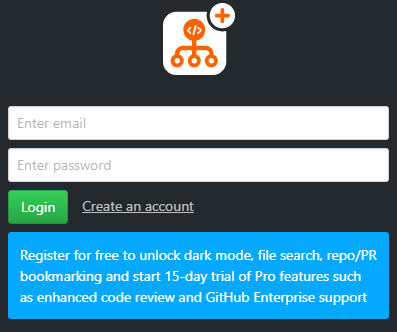 Enter email
Enter password
Login Create an account
Register for free to unlock dark mode, file search, repo/PR
bookmarking and start 15-day trial of Pro features such
as enhanced code review and GitHub Enterprise support